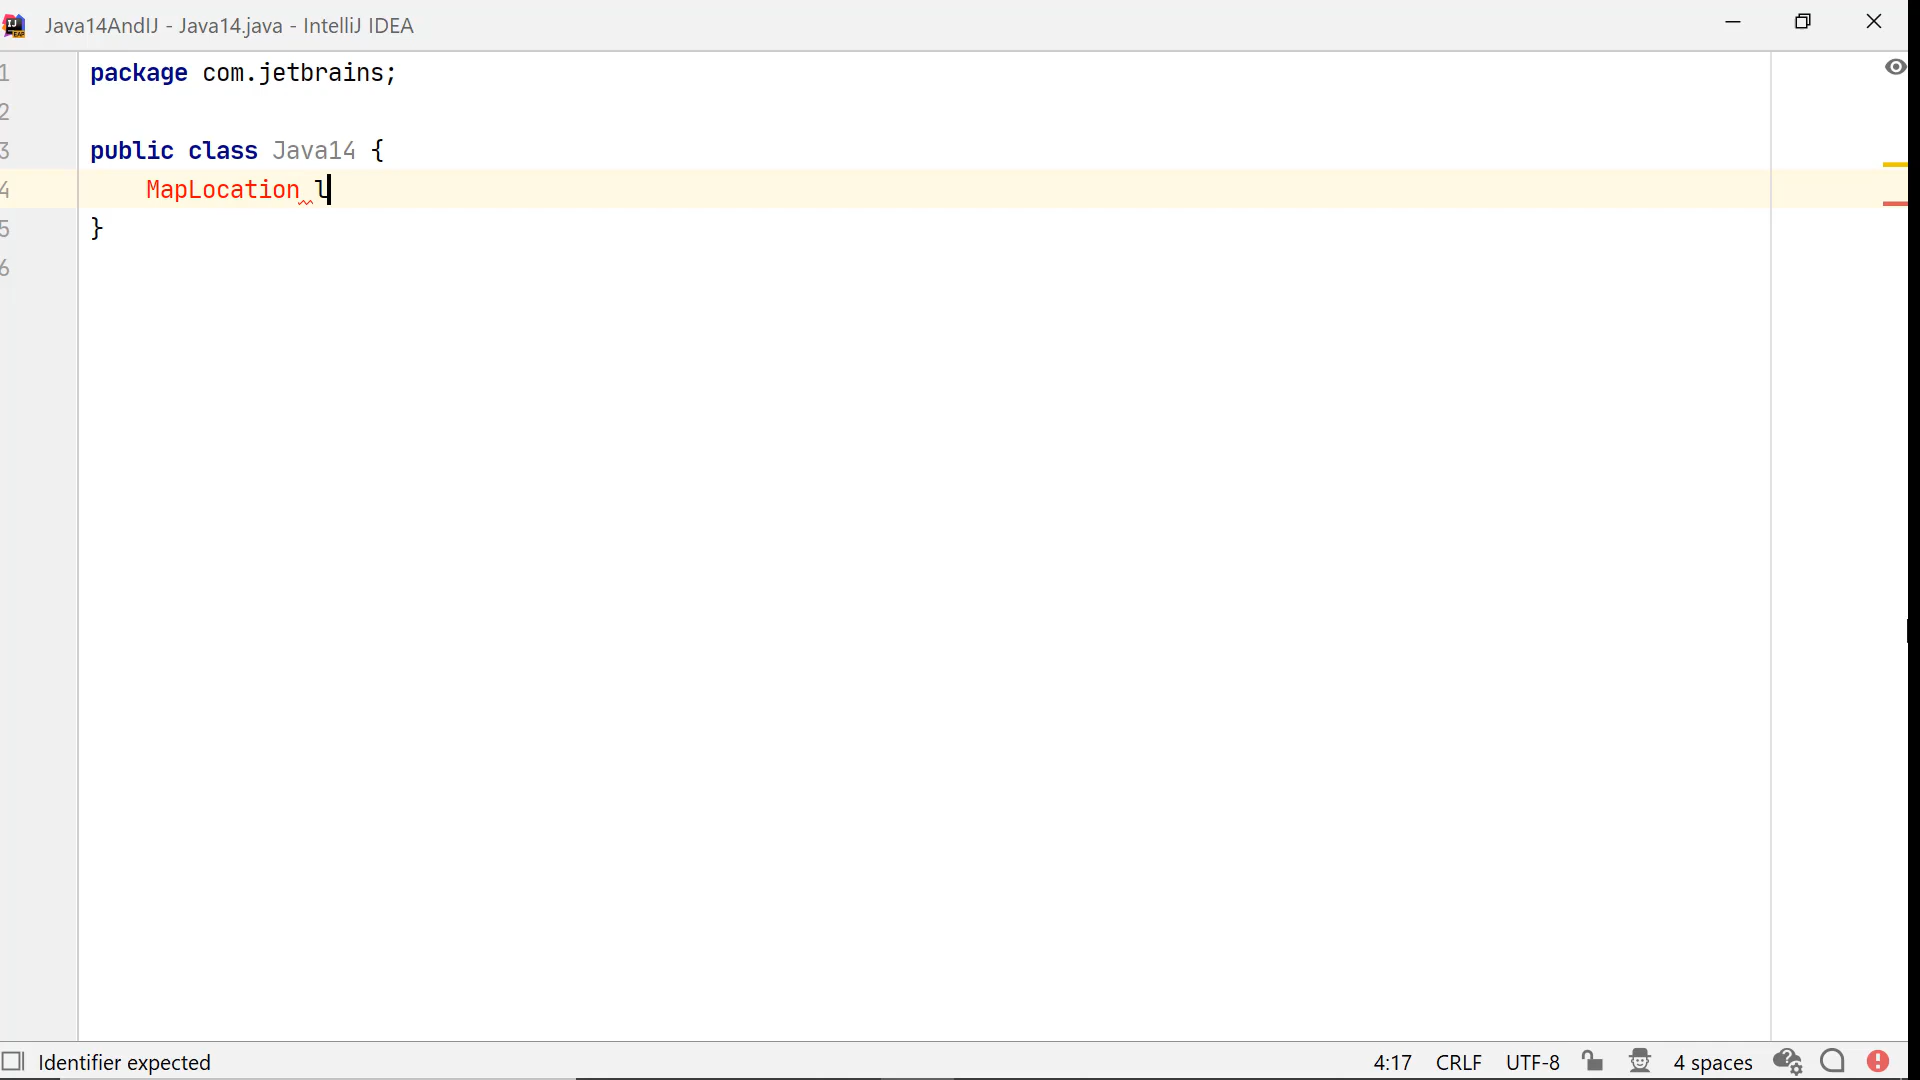 Java14AndIJ - Java14.java - IntelliJ IDEA
1 package com.jetbrains;
2
3 public class Java14 {
4 MapLocation l
5 }
6
Identifier expected 4:17 CRLF UTF-8 4 spaces